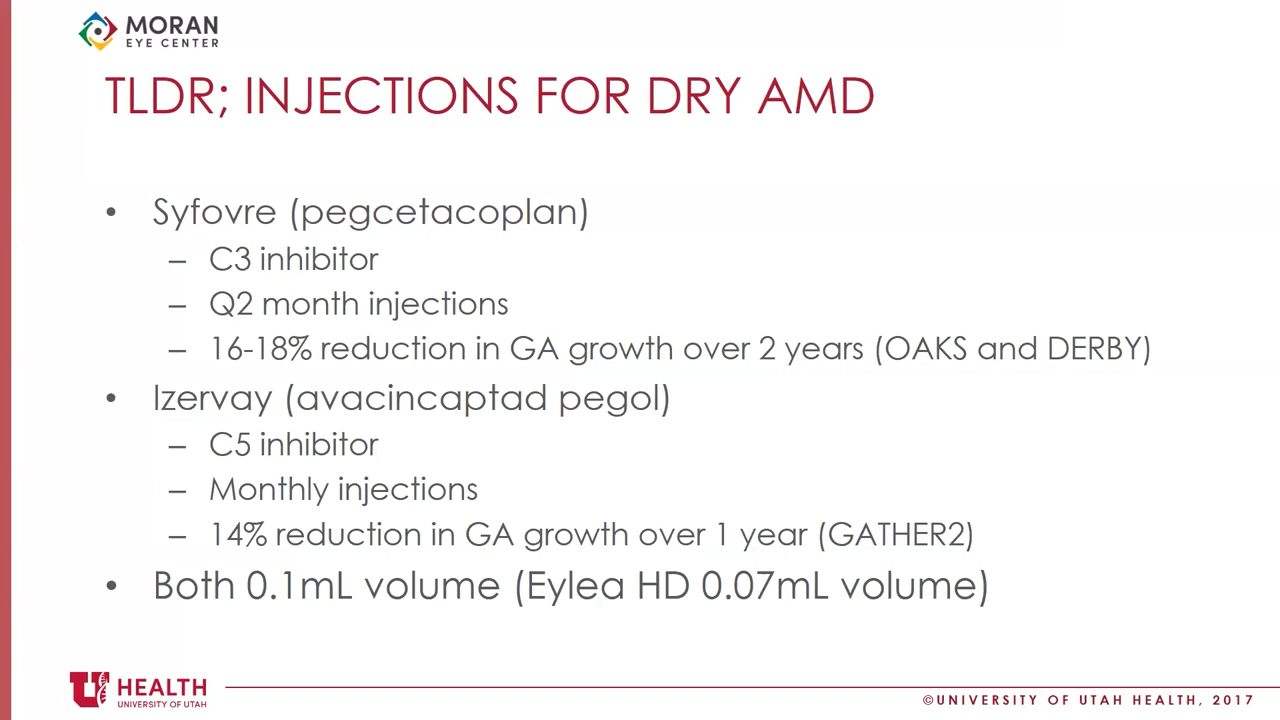 MORAN
EYE CENTER
TLDR; INJECTIONS FOR DRY AMD
• Syfovre (pegcetacoplan)
– C3 inhibitor
– Q2 month injections
– 16-18% reduction in GA growth over 2 years (OAKS and DERBY)
• Izervay (avacincaptad pegol)
– C5 inhibitor
– Monthly injections
– 14% reduction in GA growth over 1 year (GATHER2)
• Both 0.1mL volume (Eylea HD 0.07mL volume)
U HEALTH
UNIVERSITY OF UTAH
©UNIVERSITY OF UTAH HEALTH, 2017